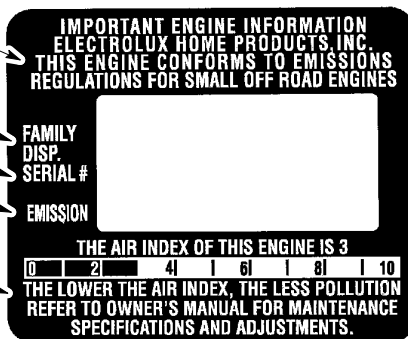 IMPORTANT ENGINE INFORMATION
ELECTROLUX HOME PRODUCTS, INC.
THIS ENGINE CONFORMS TO EMISSIONS
REGULATIONS FOR SMALL OFF ROAD ENGINES
FAMILY
DISP.
SERIAL #
EMISSION
THE AIR INDEX OF THIS ENGINE IS 3
0 2 4 6 8 10
THE LOWER THE AIR INDEX, THE LESS POLLUTION
REFER TO OWNER'S MANUAL FOR MAINTENANCE
SPECIFICATIONS AND ADJUSTMENTS.